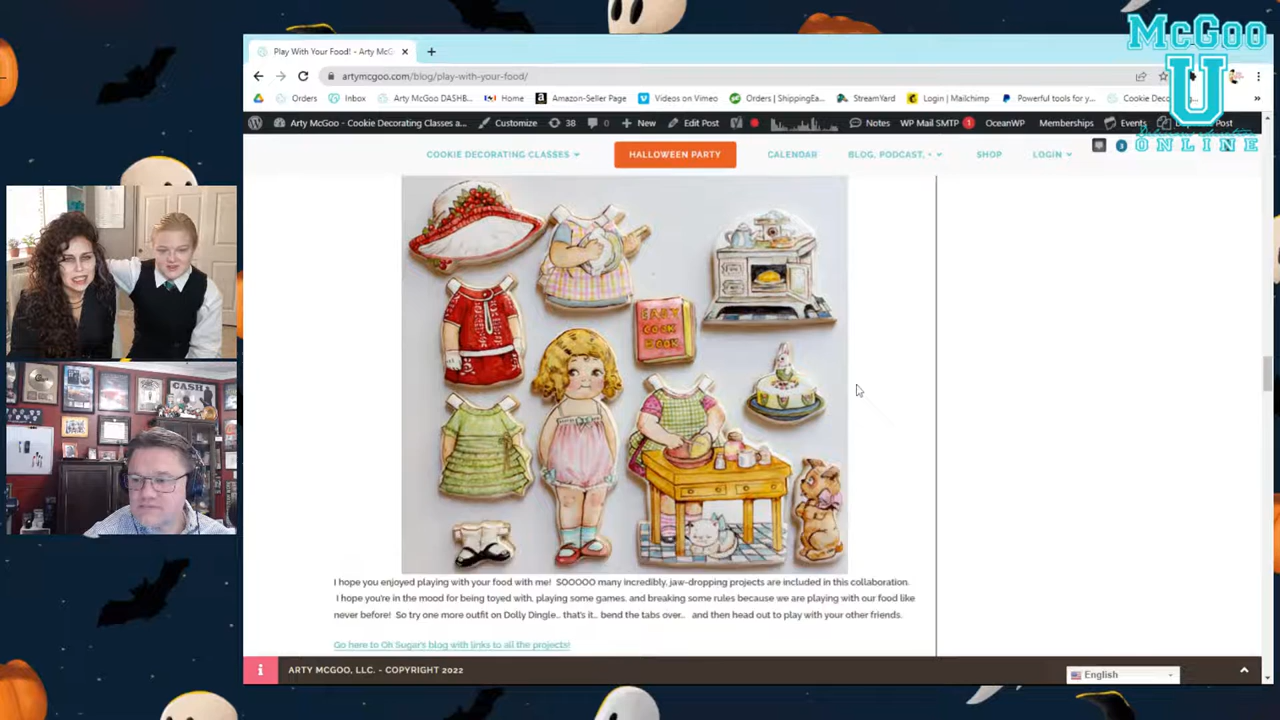 McGoo
U
ONLINE
Play With Your Food! - Arty McG
artymcgoo.com/blog/play-with-your-food/
Orders
Inbox
Arty McGoo DASHB...
Home
Amazon-Seller Page
Videos on Vimeo
Orders | ShippingEa...
StreamYard
Login | Mailchimp
Powerful tools for y...
Cookie Deco
Arty McGoo - Cookie Decorating Classes a...
Customize
38
0
New
Edit Post
Notes
WP Mail SMTP
1
OceanWP
Memberships
Events
Post
COOKIE DECORATING CLASSES
HALLOWEEN PARTY
CALENDAR
BLOG, PODCAST, +
SHOP
LOGIN
3
EASY
COOK
BOOK
CASH
I hope you enjoyed playing with your food with me! SOOOOO many incredibly, jaw-dropping projects are included in this collaboration.
I hope you're in the mood for being toyed with, playing some games, and breaking some rules because we are playing with our food like
never before! So try one more outfit on Dolly Dingle... that's it... bend the tabs over... and then head out to play with your other friends.
Go here to Oh Sugar's blog with links to all the projects!
ARTY MCGOO, LLC. - COPYRIGHT 2022
English